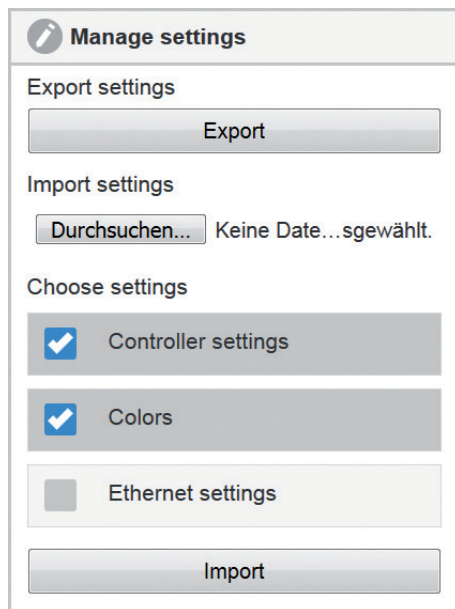 Manage settings
Export settings
Export
Import settings
Durchsuchen... Keine Date...sgewählt.
Choose settings
Controller settings
Colors
Ethernet settings
Import